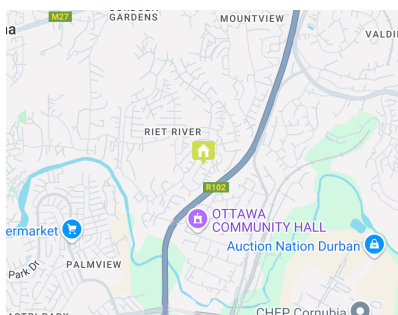 M27
GARDENS
MOUNTVIEW
VALDI
a
RIET RIVER
R102
OTTAWA
COMMUNITY HALL
ermarket
Auction Nation Durban
Park Dr
PALMVIEW
CHEP Cornubia